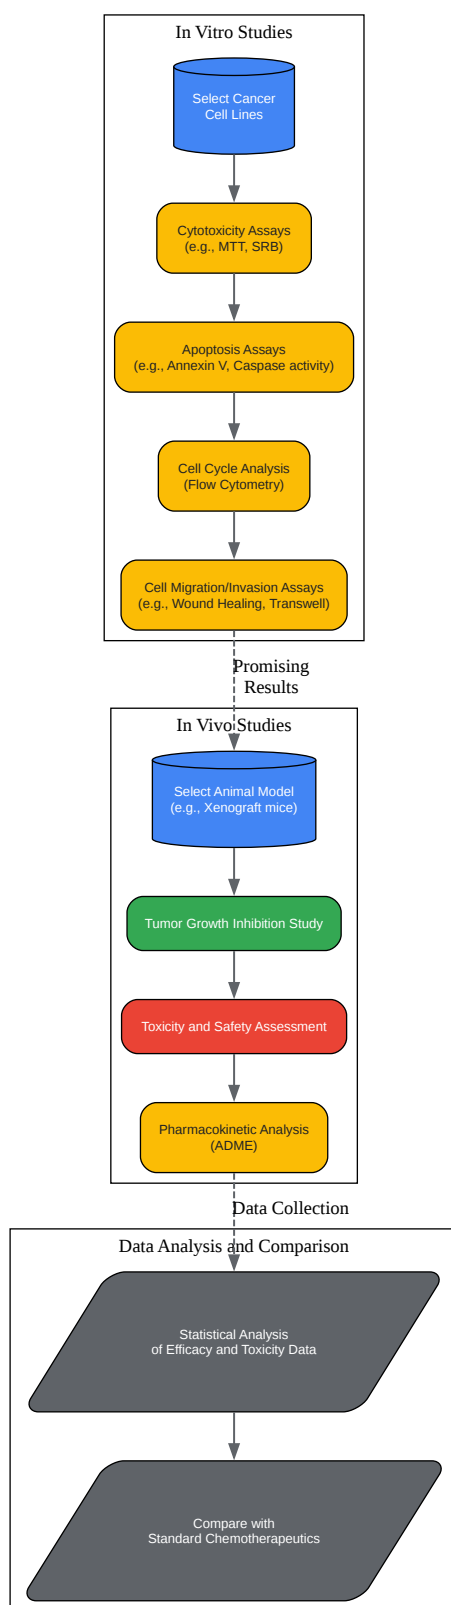 In Vitro Studies
Select Cancer
Cell Lines
Cytotoxicity Assays
(e.g., MTT, SRB)
Apoptosis Assays
(e.g., Annexin V, Caspase activity)
Cell Cycle Analysis
(Flow Cytometry)
Cell Migration/Invasion Assays
(e.g., Wound Healing, Transwell)
Promising
Results
In Vivo Studies
Select Animal Model
(e.g., Xenograft mice)
Tumor Growth Inhibition Study
Toxicity and Safety Assessment
Pharmacokinetic Analysis
(ADME)
Data Collection
Data Analysis and Comparison
Statistical Analysis
of Efficacy and Toxicity Data
Compare with
Standard Chemotherapeutics